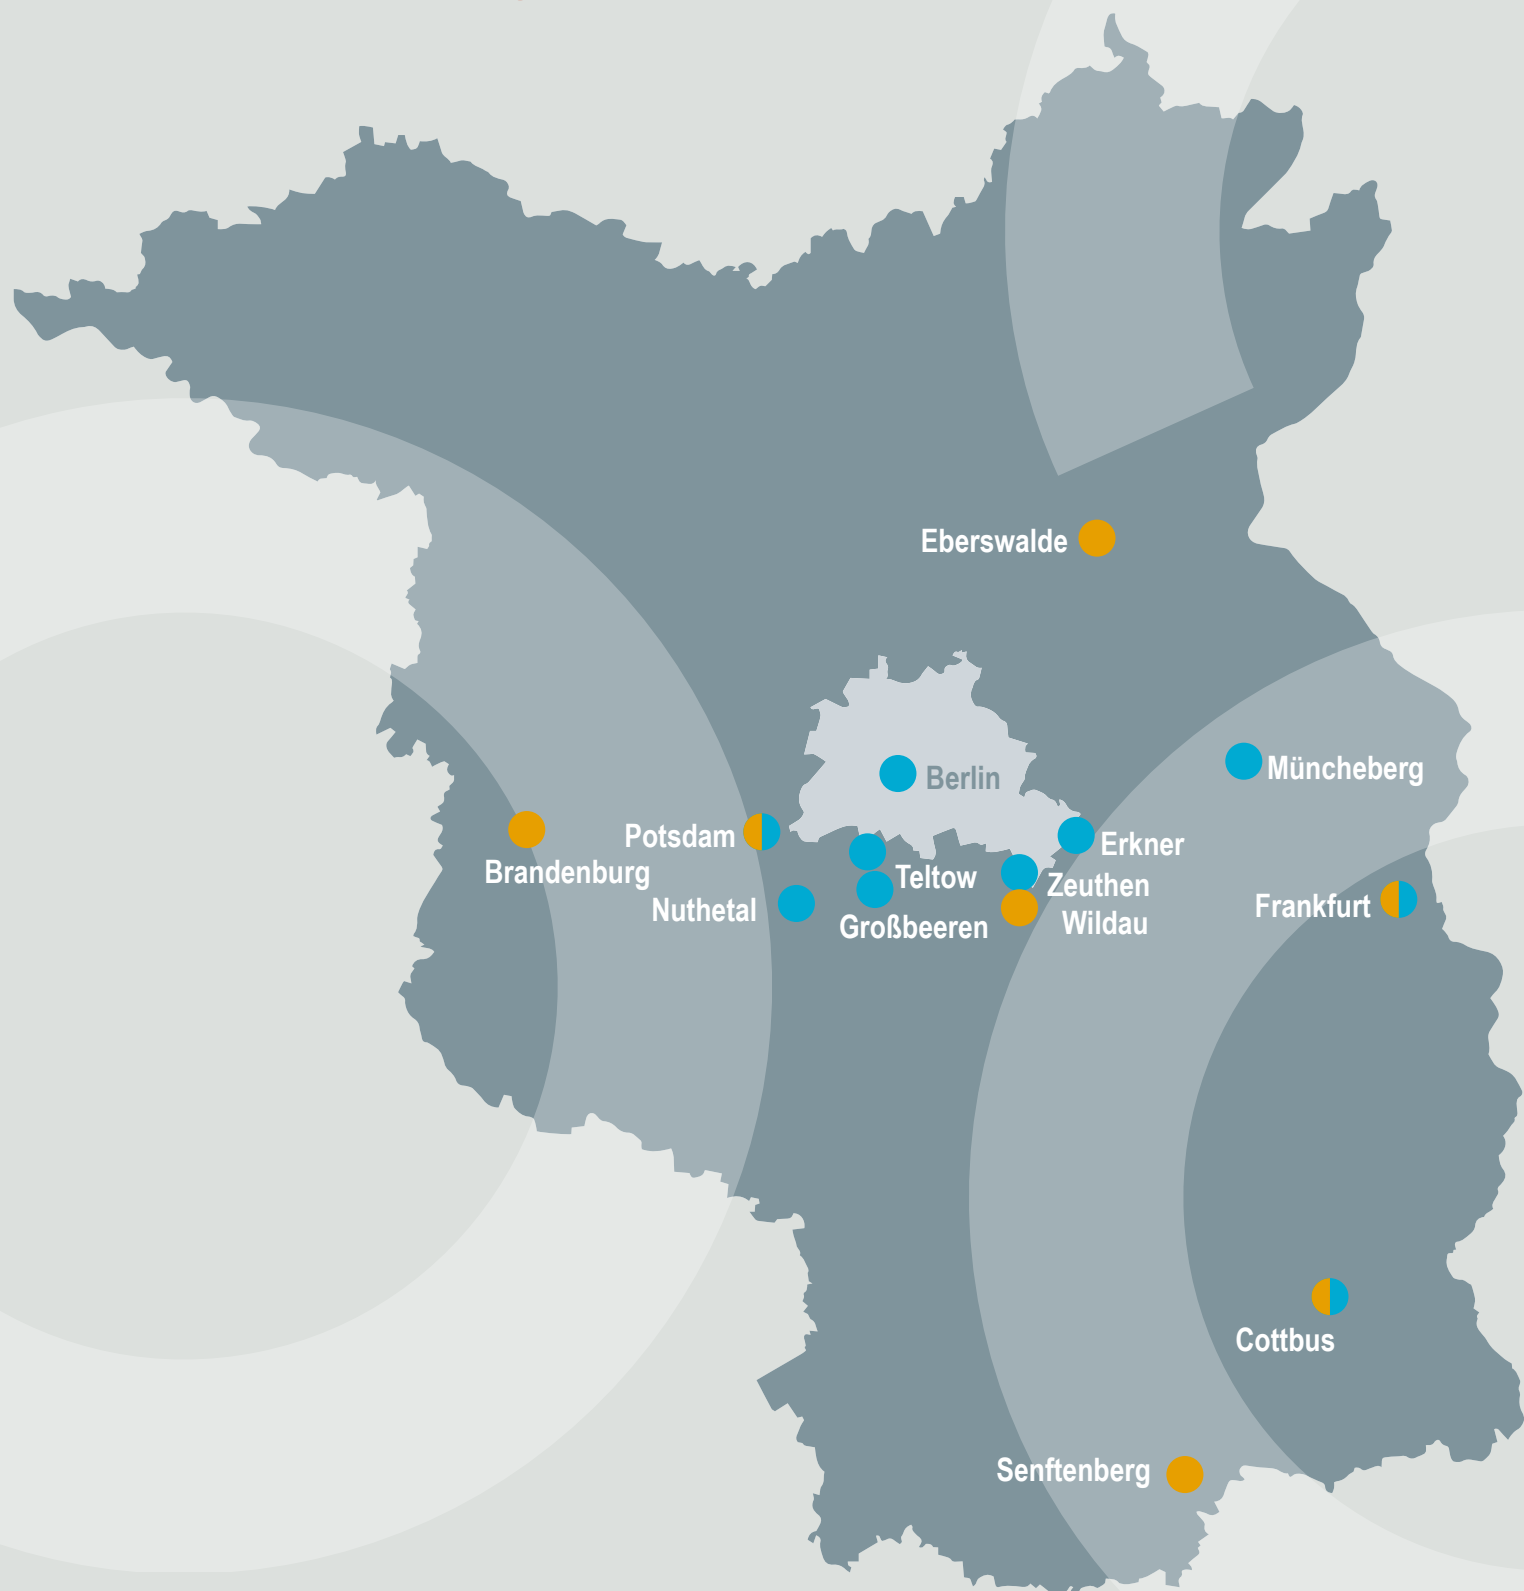 Eberswalde
Berlin
Müncheberg
Potsdam
Erkner
Brandenburg
Teltow
Zeuthen
Nuthetal
Frankfurt
Großbeeren
Wildau
Cottbus
Senftenberg